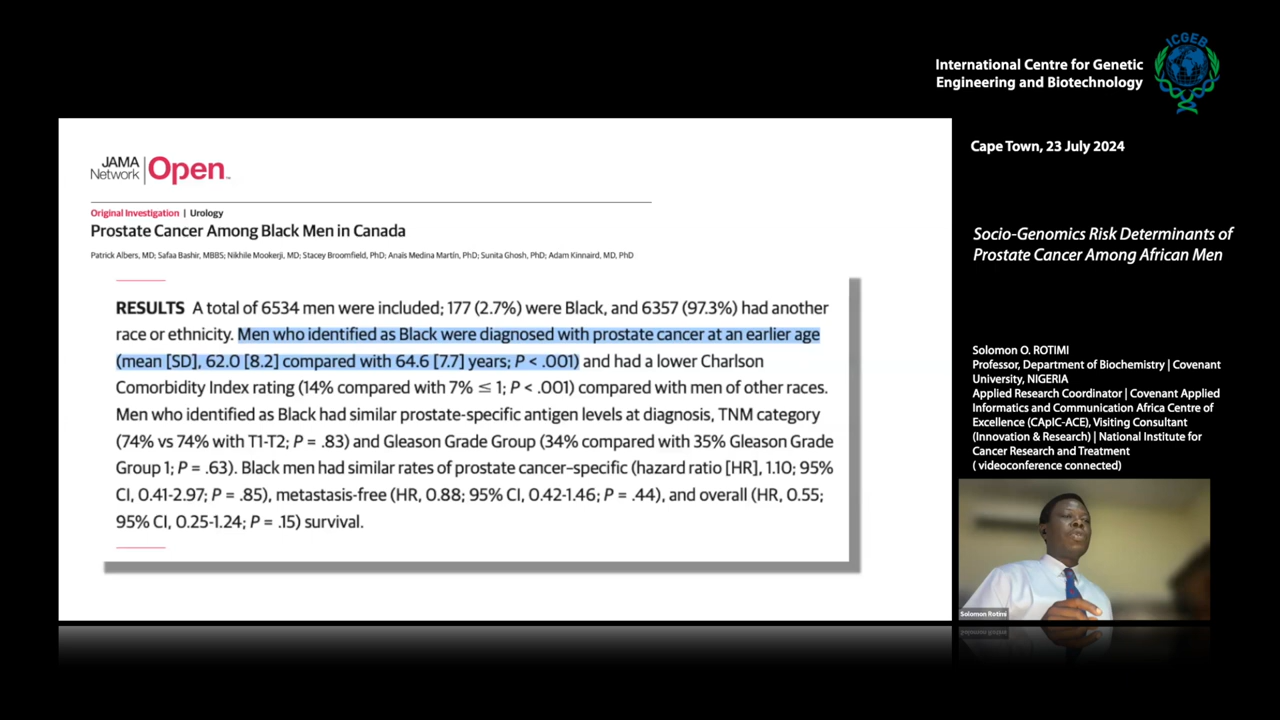 ICGEB
International Centre for Genetic
Engineering and Biotechnology
JAMA
Network
Open™
Original Investigation | Urology
Prostate Cancer Among Black Men in Canada
Patrick Albers, MD; Safaa Bashir, MBBS; Nikhile Mookerji, MD; Stacey Broomfield, PhD; Anaïs Medina Martín, PhD; Sunita Ghosh, PhD; Adam Kinnaird, MD, PhD
RESULTS A total of 6534 men were included; 177 (2.7%) were Black, and 6357 (97.3%) had another
race or ethnicity. Men who identified as Black were diagnosed with prostate cancer at an earlier age
(mean [SD], 62.0 [8.2] compared with 64.6 [7.7] years; P < .001) and had a lower Charlson
Comorbidity Index rating (14% compared with 7% ≤ 1; P < .001) compared with men of other races.
Men who identified as Black had similar prostate-specific antigen levels at diagnosis, TNM category
(74% vs 74% with T1-T2; P = .83) and Gleason Grade Group (34% compared with 35% Gleason Grade
Group 1; P = .63). Black men had similar rates of prostate cancer–specific (hazard ratio [HR], 1.10; 95%
CI, 0.41-2.97; P = .85), metastasis-free (HR, 0.88; 95% CI, 0.42-1.46; P = .44), and overall (HR, 0.55;
95% CI, 0.25-1.24; P = .15) survival.
Cape Town, 23 July 2024
Socio-Genomics Risk Determinants of
Prostate Cancer Among African Men
Solomon O. ROTIMI
Professor, Department of Biochemistry | Covenant
University, NIGERIA
Applied Research Coordinator | Covenant Applied
Informatics and Communication Africa Centre of
Excellence (CApIC-ACE), Visiting Consultant
(Innovation & Research) | National Institute for
Cancer Research and Treatment
( videoconference connected)
Solomon Rotimi